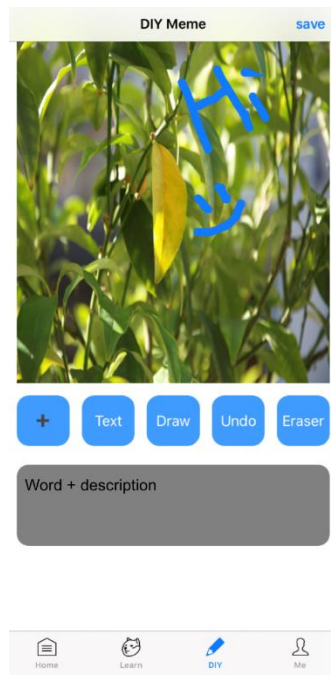 DIY Meme
save
Hi
+
Text
Draw
Undo
Eraser
Word + description
Home
Learn
DIY
Me